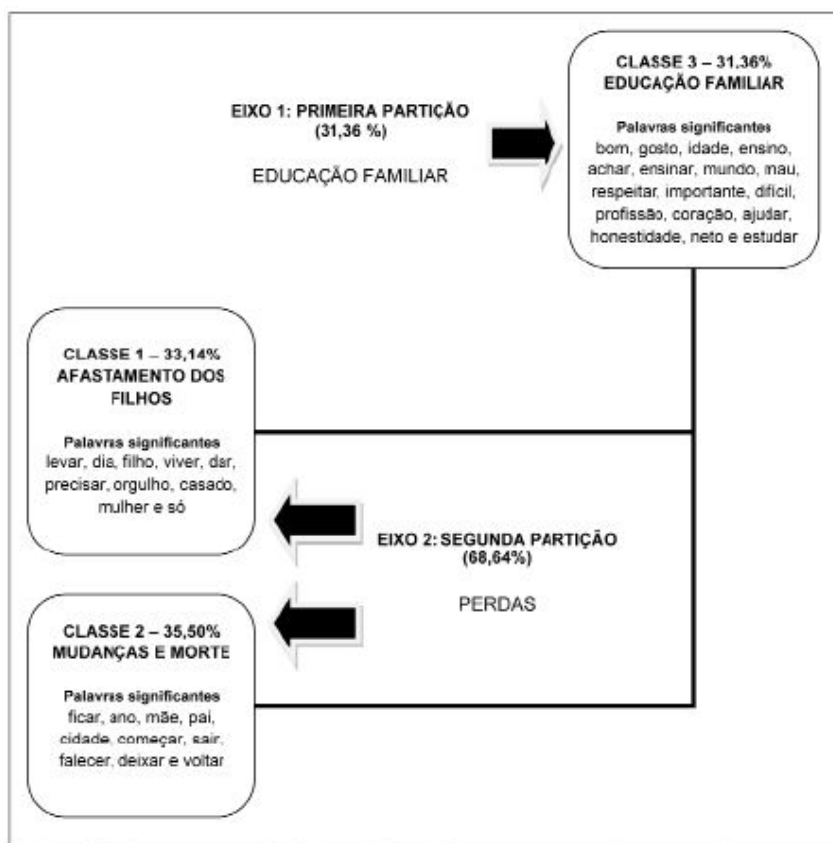 CLASSE 3 – 31,36%
EDUCAÇÃO FAMILIAR
Palavras significantes
bom, gosto, idade, ensino,
achar, ensinar, mundo, mau,
respeitar, importante, difícil,
profissão, coração, ajudar,
honestidade, neto e estudar
EIXO 1: PRIMEIRA PARTIÇÃO
(31,36 %)
EDUCAÇÃO FAMILIAR
CLASSE 1 – 33,14%
AFASTAMENTO DOS
FILHOS
Palavras significantes
levar, dia, filho, viver, dar,
precisar, orgulho, casado,
mulher e só
EIXO 2: SEGUNDA PARTIÇÃO
(68,64%)
PERDAS
CLASSE 2 – 35,50%
MUDANÇAS E MORTE
Palavras significantes
ficar, ano, mãe, pai,
cidade, começar, sair,
falecer, deixar e voltar